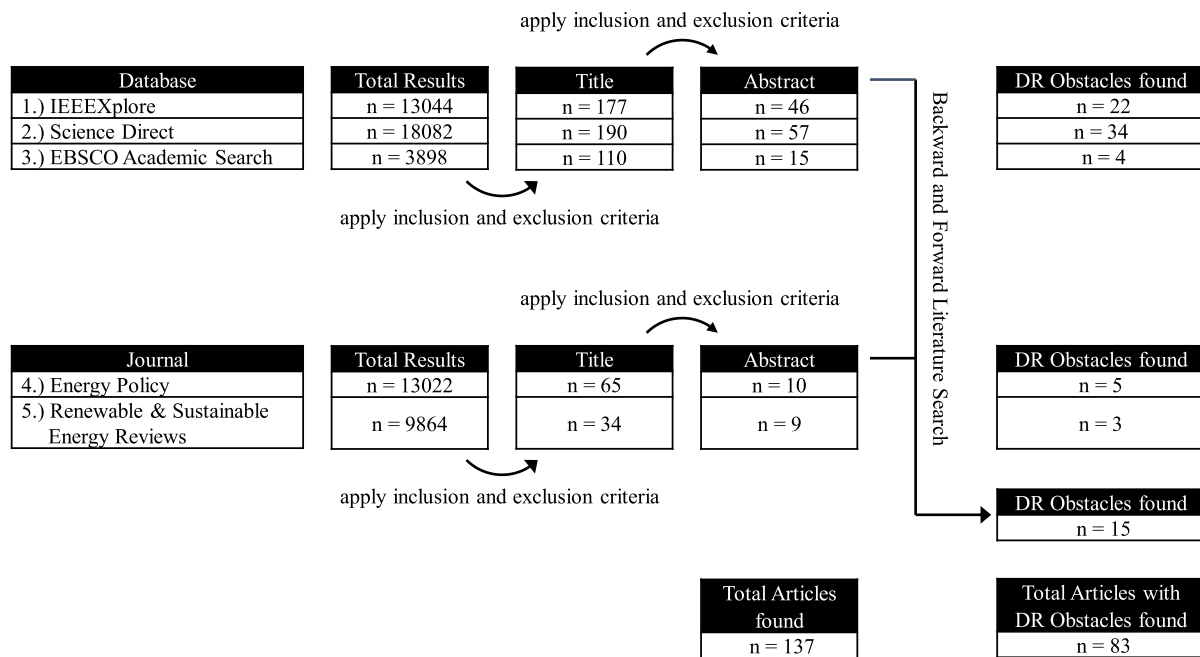 apply inclusion and exclusion criteria
Database
Total Results
Title
Abstract
DR Obstacles found
1.) IEEEXplore
n = 13044
n = 177
n = 46
n = 22
2.) Science Direct
n = 18082
n = 190
n = 57
n = 34
3.) EBSCO Academic Search
n = 3898
n = 110
n = 15
n = 4
apply inclusion and exclusion criteria
Backward and Forward Literature Search
apply inclusion and exclusion criteria
Journal
Total Results
Title
Abstract
DR Obstacles found
4.) Energy Policy
n = 13022
n = 65
n = 10
n = 5
5.) Renewable & Sustainable
Energy Reviews
n = 9864
n = 34
n = 9
n = 3
apply inclusion and exclusion criteria
DR Obstacles found
n = 15
Total Articles
found
n = 137
Total Articles with
DR Obstacles found
n = 83